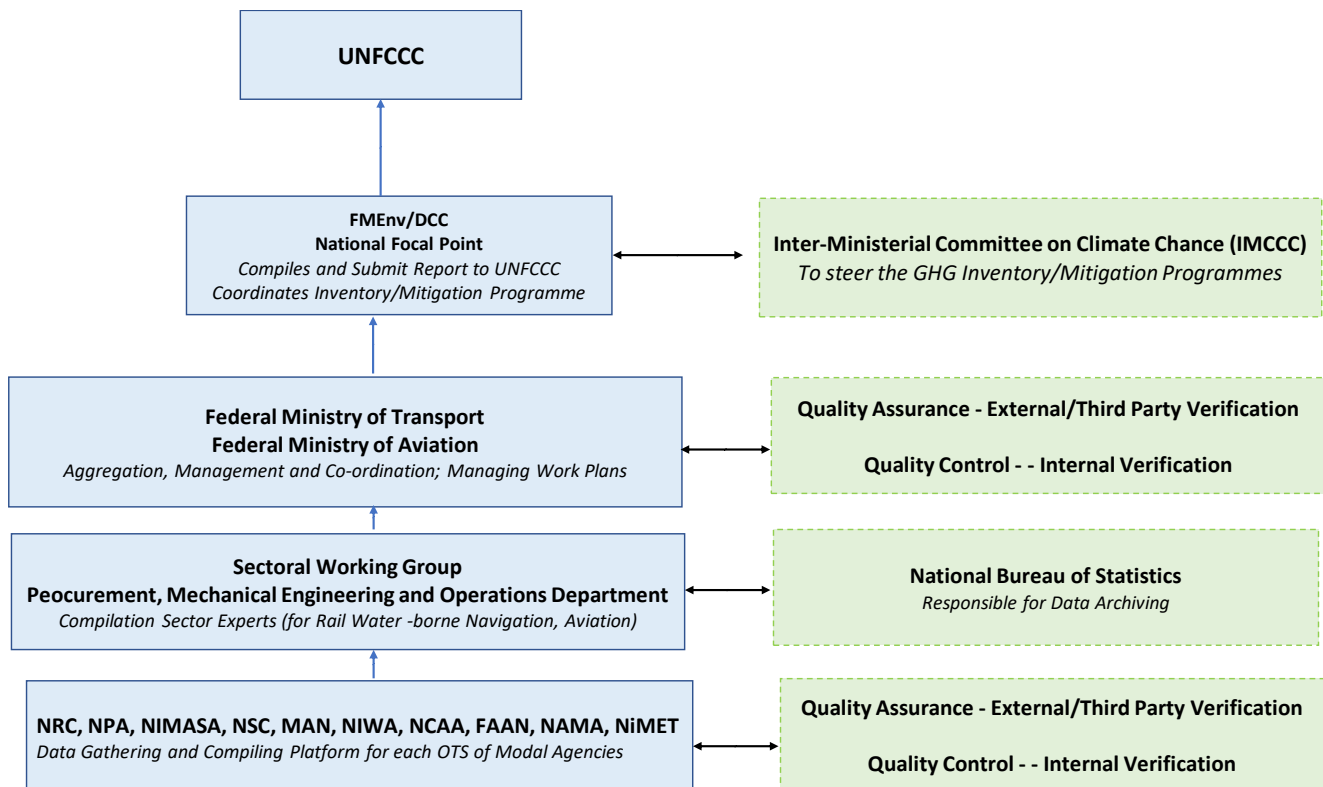 UNFCCC
FMEnv/DCC
National Focal Point
Compiles and Submit Report to UNFCCC
Coordinates Inventory/Mitigation Programme
Inter-Ministerial Committee on Climate Chance (IMCCC)
To steer the GHG Inventory/Mitigation Programmes
Federal Ministry of Transport
Federal Ministry of Aviation
Aggregation, Management and Co-ordination; Managing Work Plans
Quality Assurance - External/Third Party Verification
Quality Control - - Internal Verification
Sectoral Working Group
Peocurement, Mechanical Engineering and Operations Department
Compilation Sector Experts (for Rail Water -borne Navigation, Aviation)
National Bureau of Statistics
Responsible for Data Archiving
NRC, NPA, NIMASA, NSC, MAN, NIWA, NCAA, FAAN, NAMA, NiMET
Data Gathering and Compiling Platform for each OTS of Modal Agencies
Quality Assurance - External/Third Party Verification
Quality Control - - Internal Verification